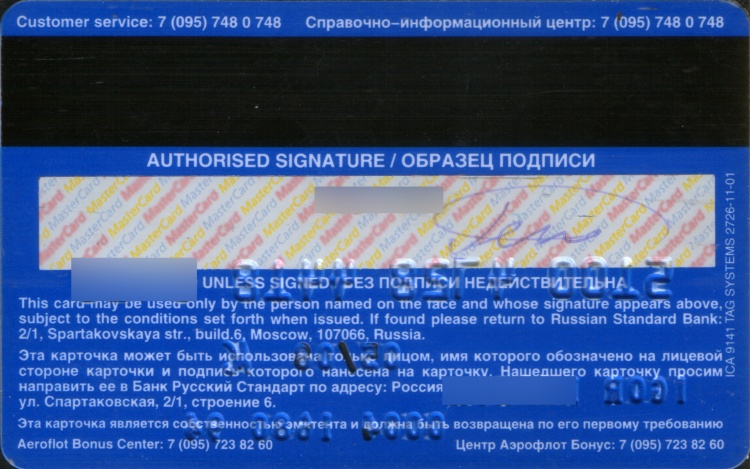 Customer service: 7 (095) 748 0 748 Справочно–информационный центр: 7 (095) 748 0 748
AUTHORISED SIGNATURE / ОБРАЗЕЦ ПОДПИСИ
MasterCard MasterCard MasterCard MasterCard
UNLESS SIGNED/БЕЗ ПОДПИСИ НЕДЕЙСТВИТЕЛЬНА
This card may be used only by the person named on the face and whose signature appears above,
subject to the conditions set forth when issued. If found please return to Russian Standard Bank:
2/1, Spartakovskaya str., build.6, Moscow, 107066, Russia.
Эта карточка может быть использована только лицом, имя которого обозначено на лицевой
стороне карточки и подпись которого нанесена на карточку. Нашедшего карточку просим
направить ее в Банк Русский Стандарт по адресу: Россия
ул. Спартаковская, 2/1, строение 6.
Эта карточка является собственностью эмитента и должна быть возвращена по его первому требованию
Aeroflot Bonus Center: 7 (095) 723 82 60 Центр Аэрофлот Бонус: 7 (095) 723 82 60
ICA 9141 TAG SYSTEMS 2726-11-01